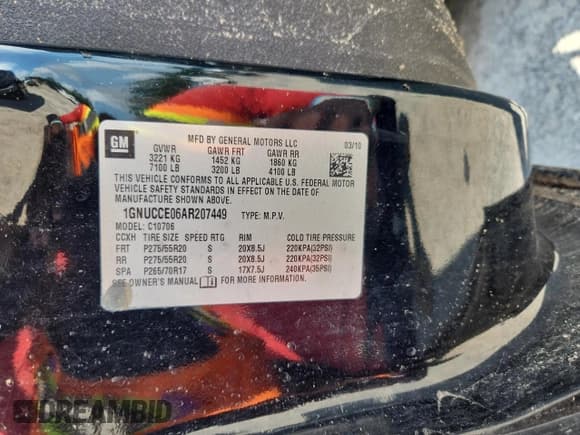 GM
MFD BY GENERAL MOTORS LLC 03/10
GVWR GAWR FRT GAWR RR
3221 KG 1452 KG 1860 KG
7100 LB 3200 LB 4100 LB
THIS VEHICLE CONFORMS TO ALL APPLICABLE U.S. FEDERAL MOTOR
VEHICLE SAFETY STANDARDS IN EFFECT ON THE DATE OF
MANUFACTURE SHOWN ABOVE.
1GNUCCE06AR207449 TYPE: M.P.V.
MODEL: C10706
CCXH TIRE SIZE SPEED RTG RIM COLD TIRE PRESSURE
FRT P275/55R20 S 20X8.5J 220KPA(32PSI)
RR P275/55R20 S 20X8.5J 220KPA(32PSI)
SPA P265/70R17 S 17X7.5J 240KPA(35PSI)
SEE OWNER'S MANUAL FOR MORE INFORMATION.
DREAMBID